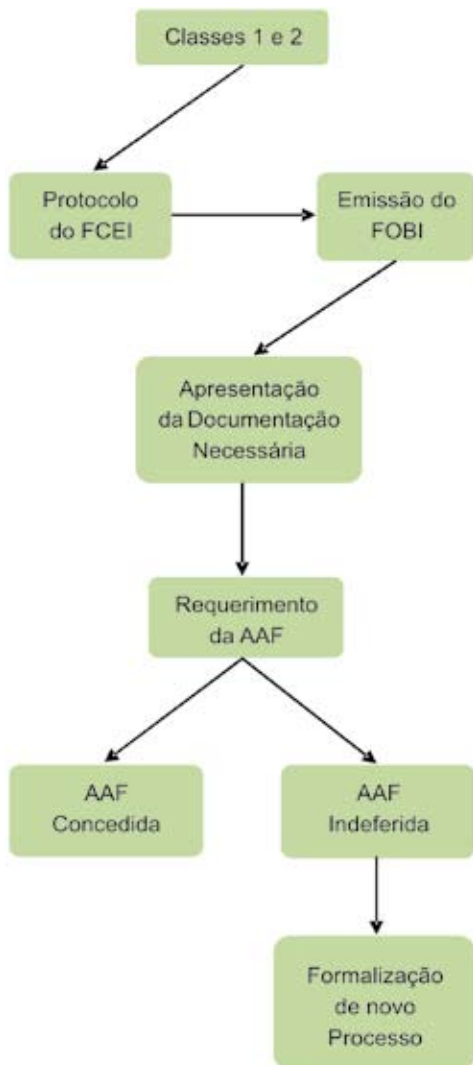 Classes 1 e 2
Protocolo
do FCEI
Emissão do
FOBI
Apresentação
da Documentação
Necessária
Requerimento
da AAF
AAF
Concedida
AAF
Indeferida
Formalização
de novo
Processo